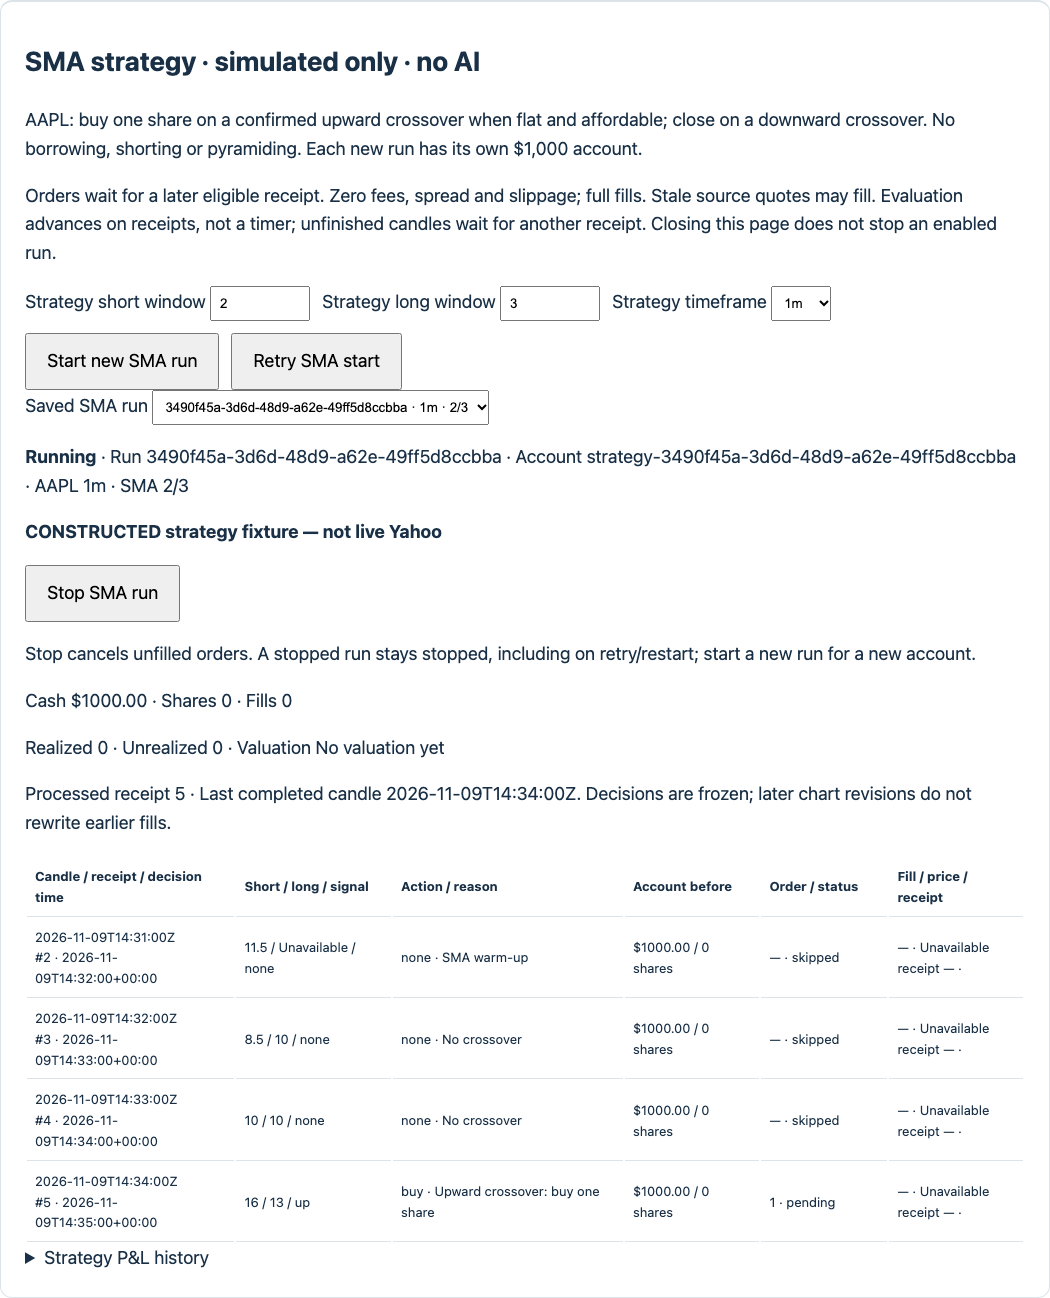 SMA strategy · simulated only · no AI
AAPL: buy one share on a confirmed upward crossover when flat and affordable; close on a downward crossover. No
borrowing, shorting or pyramiding. Each new run has its own $1,000 account.
Orders wait for a later eligible receipt. Zero fees, spread and slippage; full fills. Stale source quotes may fill. Evaluation
advances on receipts, not a timer; unfinished candles wait for another receipt. Closing this page does not stop an enabled
run.
Strategy short window 2 Strategy long window 3 Strategy timeframe 1m
Start new SMA run Retry SMA start
Saved SMA run 3490f45a-3d6d-48d9-a62e-49ff5d8ccbba · 1m · 2/3
Running · Run 3490f45a-3d6d-48d9-a62e-49ff5d8ccbba · Account strategy-3490f45a-3d6d-48d9-a62e-49ff5d8ccbba
· AAPL 1m · SMA 2/3
CONSTRUCTED strategy fixture — not live Yahoo
Stop SMA run
Stop cancels unfilled orders. A stopped run stays stopped, including on retry/restart; start a new run for a new account.
Cash $1000.00 · Shares 0 · Fills 0
Realized 0 · Unrealized 0 · Valuation No valuation yet
Processed receipt 5 · Last completed candle 2026-11-09T14:34:00Z. Decisions are frozen; later chart revisions do not
rewrite earlier fills.
Candle / receipt / decision
time
Short / long / signal
Action / reason
Account before
Order / status
Fill / price /
receipt
2026-11-09T14:31:00Z
#2 · 2026-11-
09T14:32:00+00:00
11.5 / Unavailable /
none
none · SMA warm-up
$1000.00 / 0
shares
— · skipped
— · Unavailable
receipt — ·
2026-11-09T14:32:00Z
#3 · 2026-11-
09T14:33:00+00:00
8.5 / 10 / none
none · No crossover
$1000.00 / 0
shares
— · skipped
— · Unavailable
receipt — ·
2026-11-09T14:33:00Z
#4 · 2026-11-
09T14:34:00+00:00
10 / 10 / none
none · No crossover
$1000.00 / 0
shares
— · skipped
— · Unavailable
receipt — ·
2026-11-09T14:34:00Z
#5 · 2026-11-
09T14:35:00+00:00
16 / 13 / up
buy · Upward crossover: buy one
share
$1000.00 / 0
shares
1 · pending
— · Unavailable
receipt — ·
Strategy P&L history